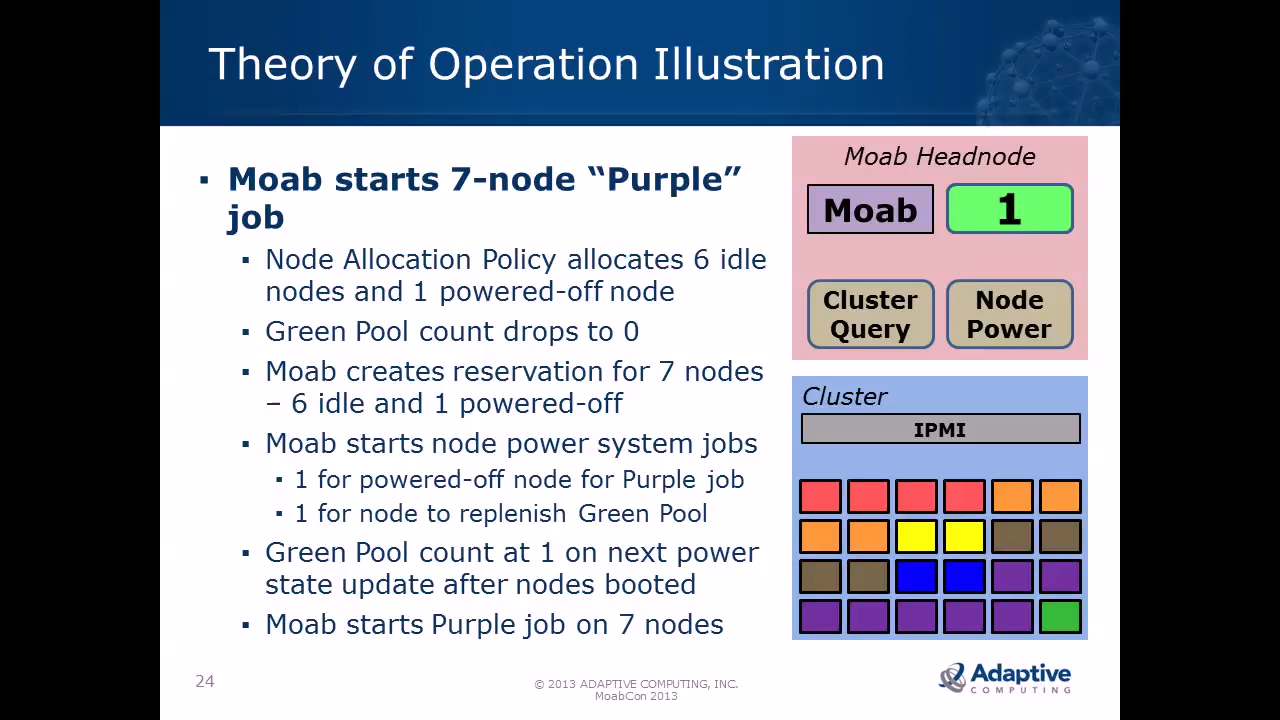 Theory of Operation Illustration
▪ Moab starts 7-node “Purple”
job
▪ Node Allocation Policy allocates 6 idle
nodes and 1 powered-off node
▪ Green Pool count drops to 0
▪ Moab creates reservation for 7 nodes
– 6 idle and 1 powered-off
▪ Moab starts node power system jobs
▪ 1 for powered-off node for Purple job
▪ 1 for node to replenish Green Pool
▪ Green Pool count at 1 on next power
state update after nodes booted
▪ Moab starts Purple job on 7 nodes
Moab Headnode
Moab
1
Cluster
Query
Node
Power
Cluster
IPMI
24
© 2013 ADAPTIVE COMPUTING, INC.
MoabCon 2013
Adaptive
COMPUTING